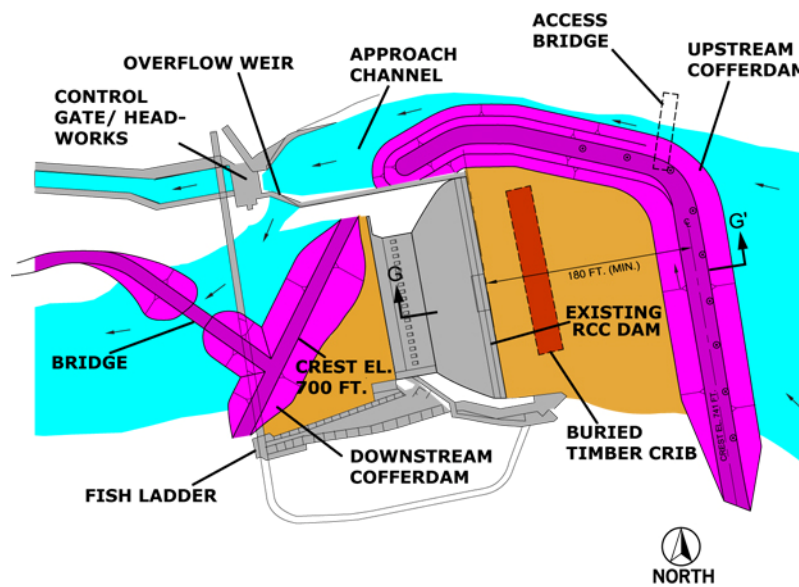 ACCESS
BRIDGE
UPSTREAM
COFFERDAM
APPROACH
CHANNEL
OVERFLOW WEIR
CONTROL
GATE/ HEAD-
WORKS
G'
180 FT. (MIN.)
G
EXISTING
RCC DAM
BRIDGE
CREST EL.
700 FT.
CREST EL. 741 FT.
BURIED
TIMBER CRIB
DOWNSTREAM
COFFERDAM
FISH LADDER
NORTH